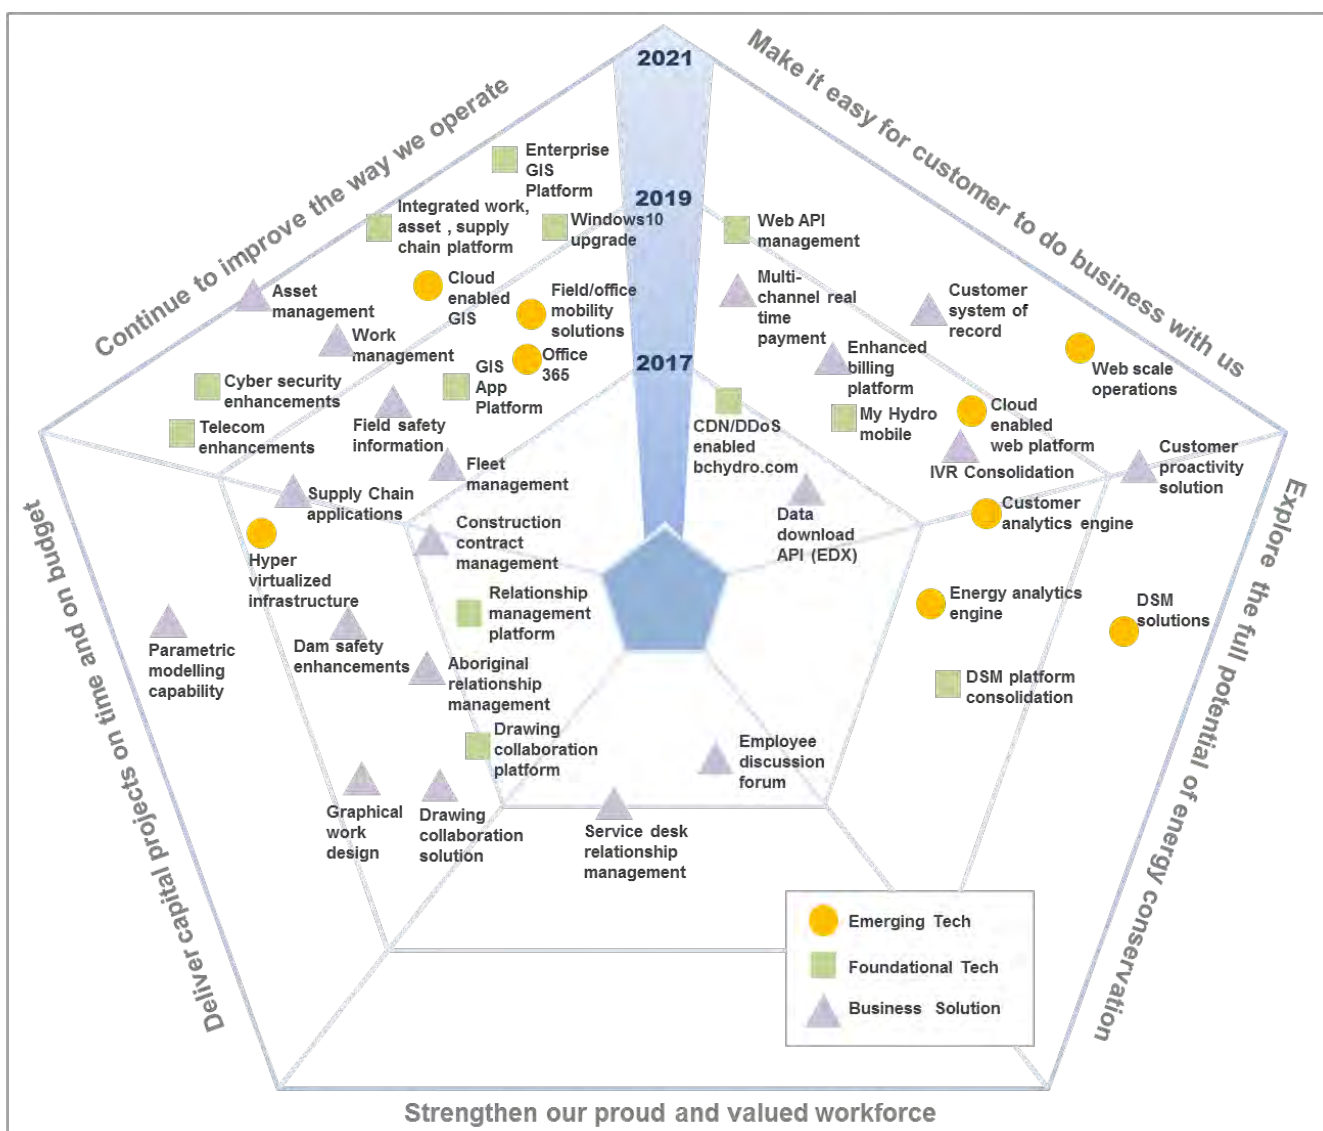 2021
2019
2017
Continue to improve the way we operate
Make it easy for customer to do business with us
Explore the full potential of energy conservation
Strengthen our proud and valued workforce
Deliver capital projects on time and on budget
Enterprise
GIS
Platform
Integrated work,
asset , supply
chain platform
Windows10
upgrade
Asset
management
Cloud
enabled
GIS
Field/office
mobility
solutions
Work
management
Office
365
Cyber security
enhancements
GIS
App
Platform
Telecom
enhancements
Field safety
information
Fleet
management
Supply Chain
applications
Web API
management
Multi-
channel real
time
payment
Customer
system of
record
Enhanced
billing
platform
Web scale
operations
My Hydro
mobile
Cloud
enabled
web platform
CDN/DDoS
enabled
bchydro.com
IVR Consolidation
Customer
proactivity
solution
Data
download
API (EDX)
Customer
analytics engine
Energy analytics
engine
DSM
solutions
DSM platform
consolidation
Construction
contract
management
Hyper
virtualized
infrastructure
Relationship
management
platform
Parametric
modelling
capability
Dam safety
enhancements
Aboriginal
relationship
management
Drawing
collaboration
platform
Graphical
work
design
Drawing
collaboration
solution
Employee
discussion
forum
Service desk
relationship
management
Emerging Tech
Foundational Tech
Business Solution